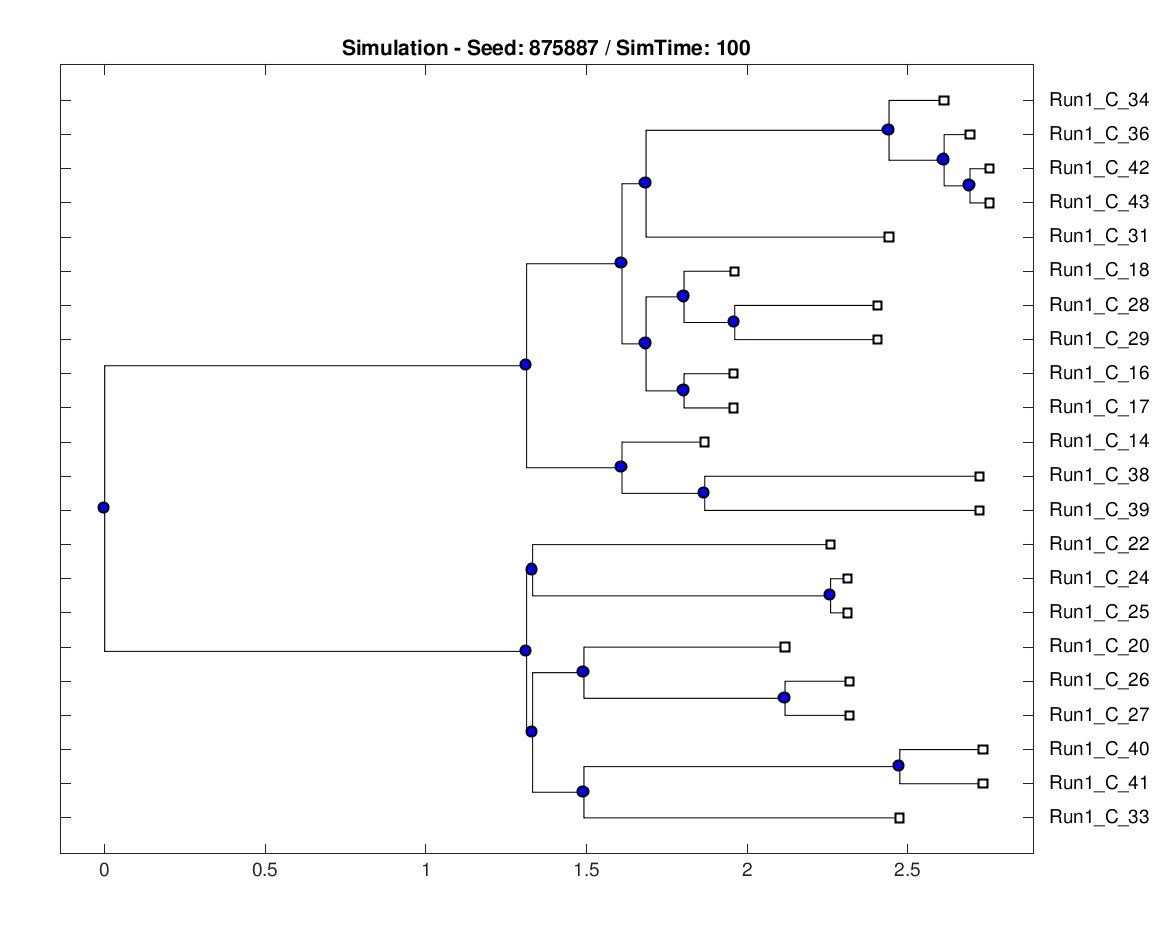 Simulation - Seed: 875887 / SimTime: 100
Run1_C_34
Run1_C_36
Run1_C_42
Run1_C_43
Run1_C_31
Run1_C_18
Run1_C_28
Run1_C_29
Run1_C_16
Run1_C_17
Run1_C_14
Run1_C_38
Run1_C_39
Run1_C_22
Run1_C_24
Run1_C_25
Run1_C_20
Run1_C_26
Run1_C_27
Run1_C_40
Run1_C_41
Run1_C_33
0 0.5 1 1.5 2 2.5